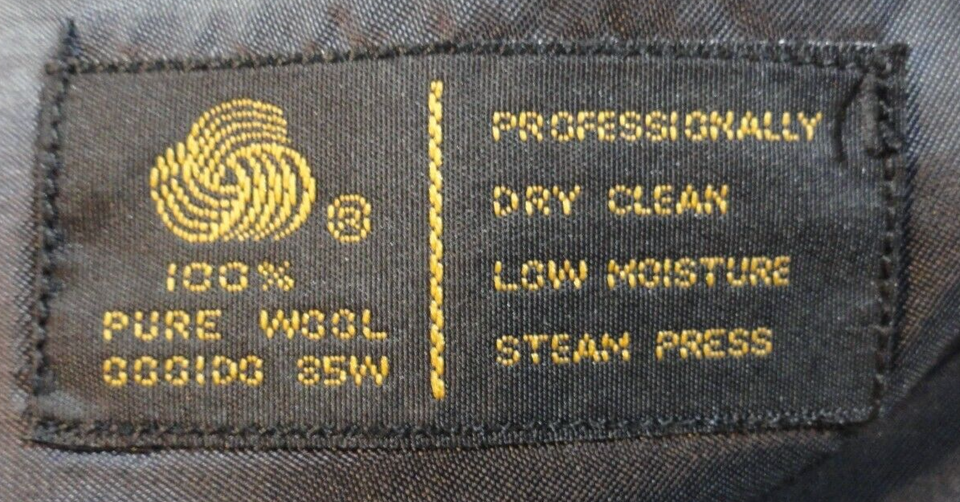 ®
100%
PURE WOOL
PROFESSIONALLY
DRY CLEAN
LOW MOISTURE
STEAM PRESS